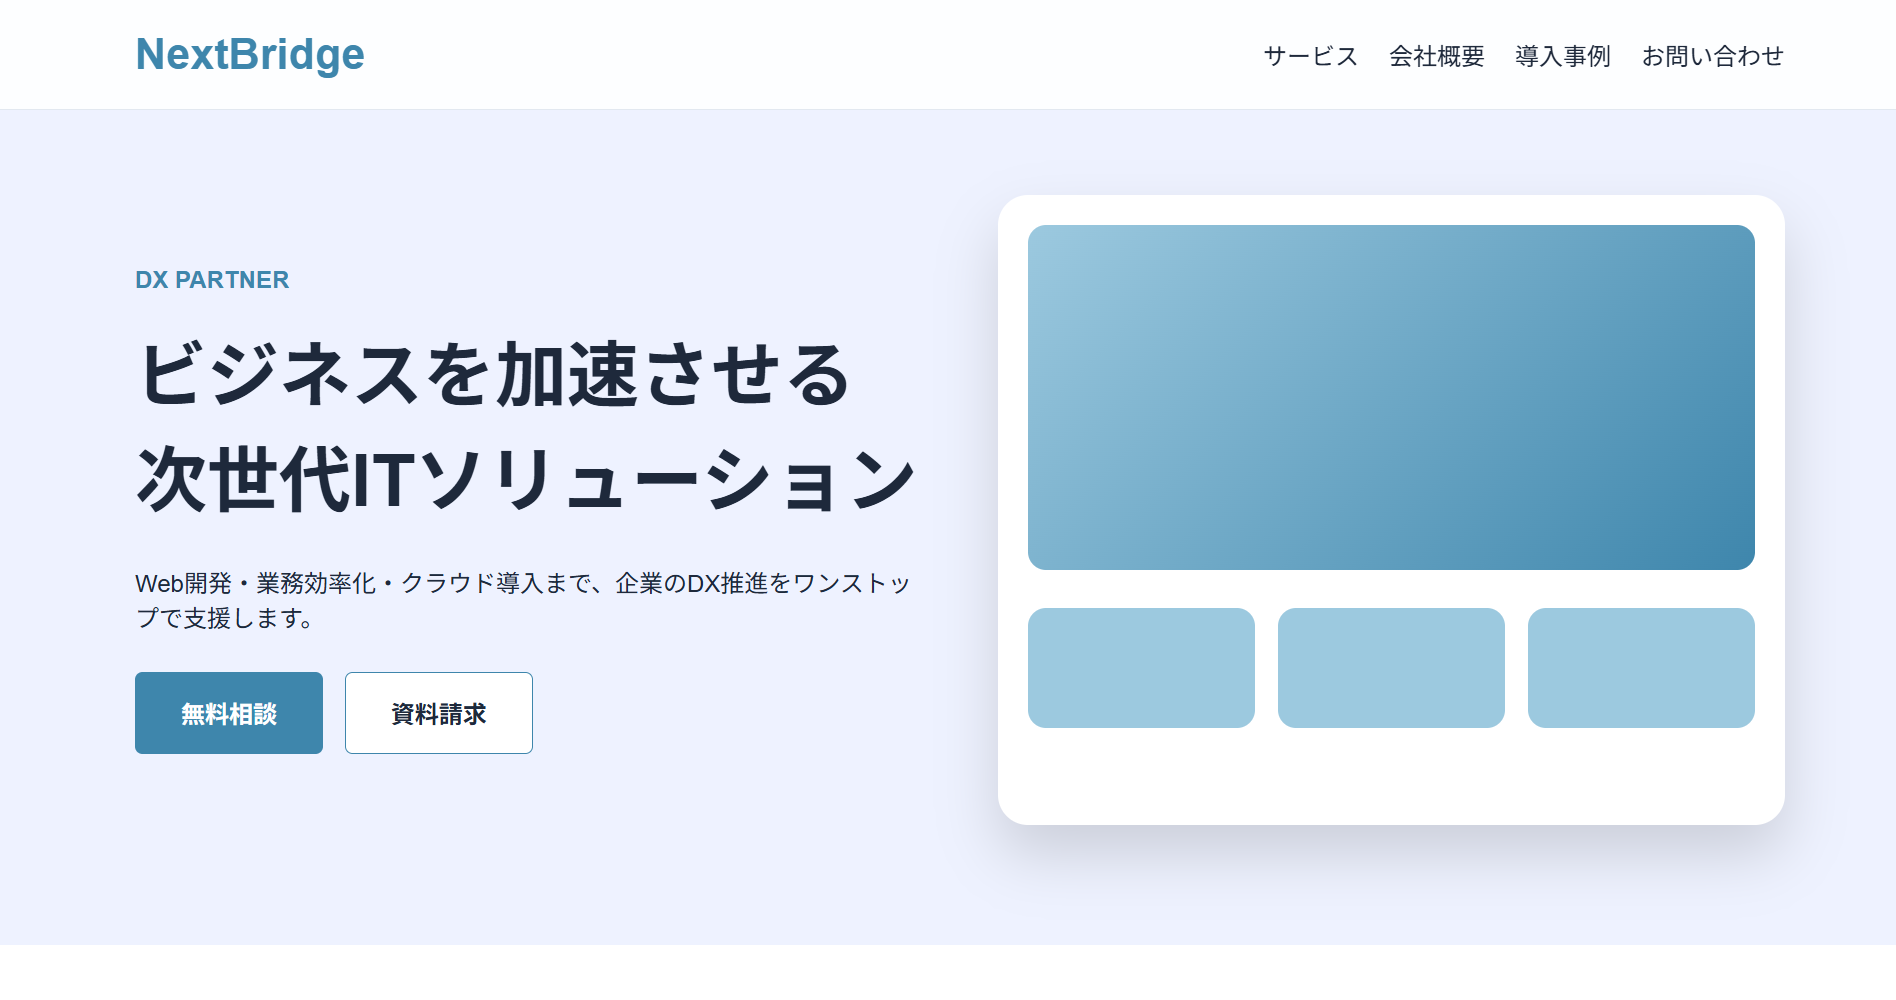 NextBridge
サービス 会社概要 導入事例 お問い合わせ
DX PARTNER
ビジネスを加速させる
次世代ITソリューション
Web開発・業務効率化・クラウド導入まで、企業のDX推進をワンストッ
プで支援します。
無料相談 資料請求